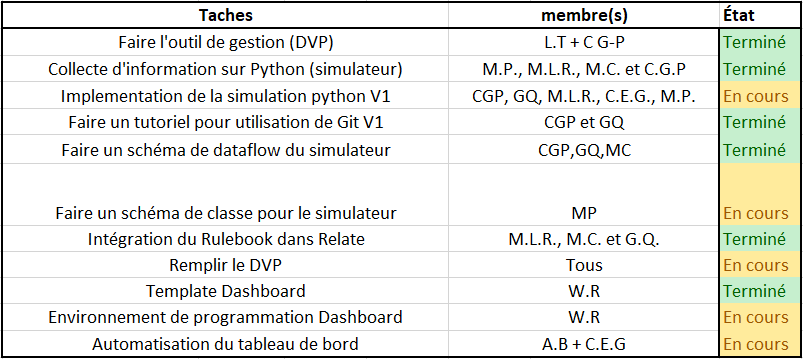 Taches membre(s) État
Faire l'outil de gestion (DVP) L.T + C G-P Terminé
Collecte d'information sur Python (simulateur) M.P., M.L.R., M.C. et C.G.P Terminé
Implementation de la simulation python V1 CGP, GQ, M.L.R., C.E.G., M.P. En cours
Faire un tutoriel pour utilisation de Git V1 CGP et GQ Terminé
Faire un schéma de dataflow du simulateur CGP,GQ,MC Terminé
Faire un schéma de classe pour le simulateur MP En cours
Intégration du Rulebook dans Relate M.L.R., M.C. et G.Q. Terminé
Remplir le DVP Tous En cours
Template Dashboard W.R Terminé
Environnement de programmation Dashboard W.R En cours
Automatisation du tableau de bord A.B + C.E.G En cours